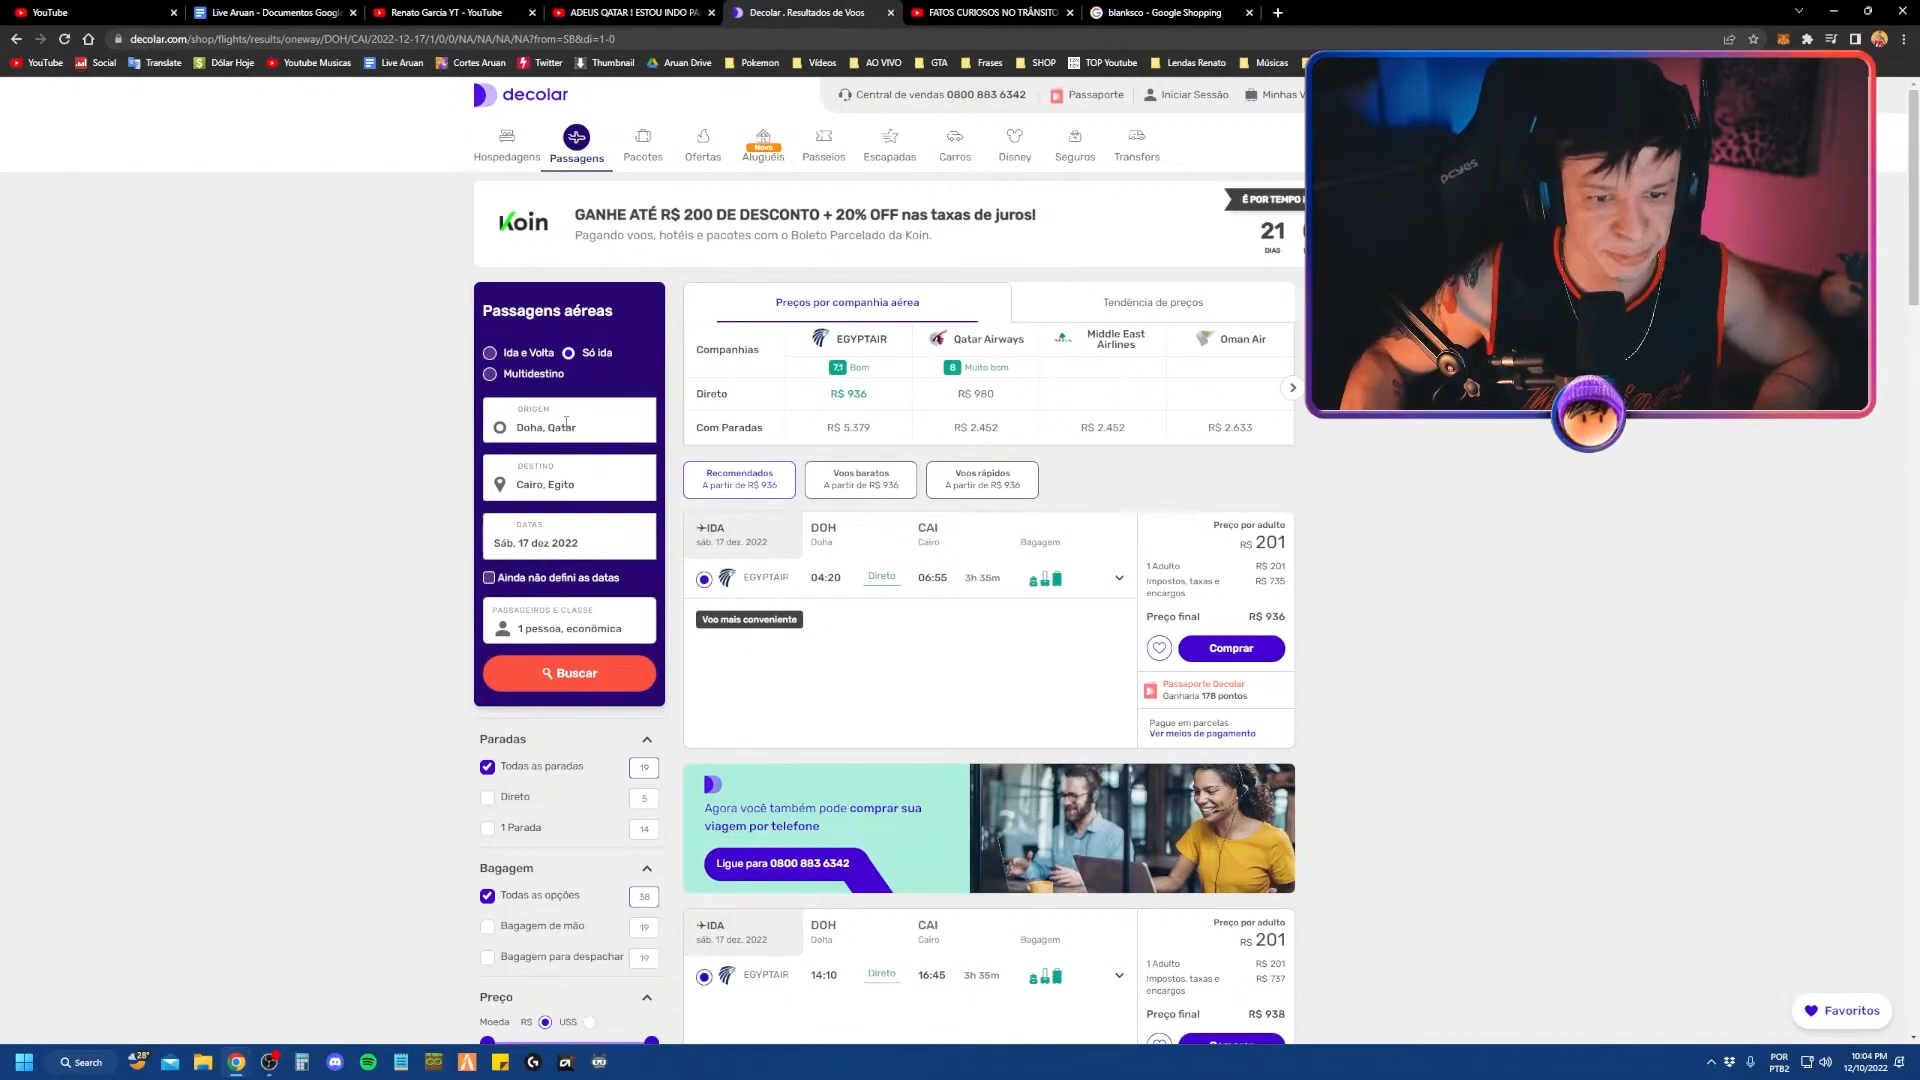 YouTube
Live Aruan - Documentos Google
Renato Garcia YT - YouTube
ADEUS QATAR ! ESTOU INDO PA
Decolar . Resultados de Voos
FATOS CURIOSOS NO TRÂNSITO
blanksco - Google Shopping
decolar.com/shop/flights/results/oneway/DOH/CAI/2022-12-17/1/0/0/NA/NA/NA/NA?from=SB&di=1-0
YouTube
Social
Translate
Dólar Hoje
Youtube Musicas
Live Aruan
Cortes Aruan
Twitter
Thumbnail
Aruan Drive
Pokemon
Vídeos
AO VIVO
GTA
Frases
SHOP
TOP Youtube
Lendas Renato
Músicas
decolar
Central de vendas 0800 883 6342
Passaporte
Iniciar Sessão
Minhas V
Hospedagens
Passagens
Pacotes
Ofertas
Novo
Aluguéis
Passeios
Escapadas
Carros
Disney
Seguros
Transfers
Koin
GANHE ATÉ R$ 200 DE DESCONTO + 20% OFF nas taxas de juros!
Pagando voos, hotéis e pacotes com o Boleto Parcelado da Koin.
É POR TEMPO
21
DIAS
pcyes
Passagens aéreas
Ida e Volta
Só ida
Multidestino
ORIGEM
Doha, Qatar
DESTINO
Cairo, Egito
DATAS
Sáb, 17 dez 2022
Ainda não defini as datas
PASSAGEIROS E CLASSE
1 pessoa, econômica
Buscar
Paradas
Todas as paradas 19
Direto 5
1 Parada 14
Bagagem
Todas as opções 38
Bagagem de mão 19
Bagagem para despachar 19
Preço
Moeda R$ US$
Preços por companhia aérea
Tendência de preços
Companhias
EGYPTAIR
Qatar Airways
Middle East
Airlines
Oman Air
7.1 Bom
8 Muito bom
Direto R$ 936 R$ 980
Com Paradas R$ 5.379 R$ 2.452 R$ 2.452 R$ 2.633
Recomendados
A partir de R$ 936
Voos baratos
A partir de R$ 936
Voos rápidos
A partir de R$ 936
IDA DOH CAI
sáb. 17 dez. 2022 Doha Cairo Bagagem
EGYPTAIR 04:20 Direto 06:55 3h 35m
Voo mais conveniente
Preço por adulto
R$ 201
1 Adulto R$ 201
Impostos, taxas e R$ 735
encargos
Preço final R$ 936
Comprar
Passaporte Decolar
Ganharia 178 pontos
Pague em parcelas
Ver meios de pagamento
Agora você também pode comprar sua
viagem por telefone
Ligue para 0800 883 6342
IDA DOH CAI
sáb. 17 dez. 2022 Doha Cairo Bagagem
EGYPTAIR 14:10 Direto 16:45 3h 35m
Preço por adulto
R$ 201
1 Adulto R$ 201
Impostos, taxas e R$ 737
encargos
Preço final R$ 938
Comprar
Favoritos
Search
28°
POR
PTB2
10:04 PM
12/10/2022